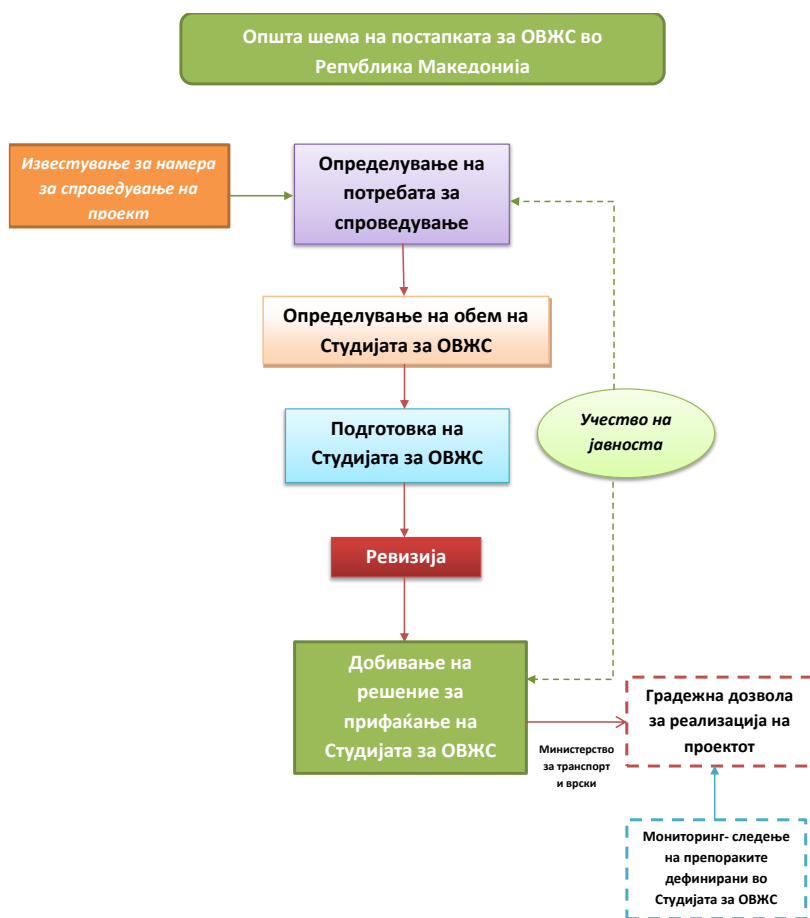 Општа шема на постапката за ОВЖС во
Република Македонија
Известување за намера
за спроведување на
проект
Определување на
потребата за
спроведување
Определување на обем на
Студијата за ОВЖС
Подготовка на
Студијата за ОВЖС
Учество на
јавноста
Ревизија
Добивање на
решение за
прифаќање на
Студијата за ОВЖС
Министерство
за транспорт
и врски
Градежна дозвола
за реализација на
проектот
Мониторинг- следење
на препораките
дефинирани во
Студијата за ОВЖС